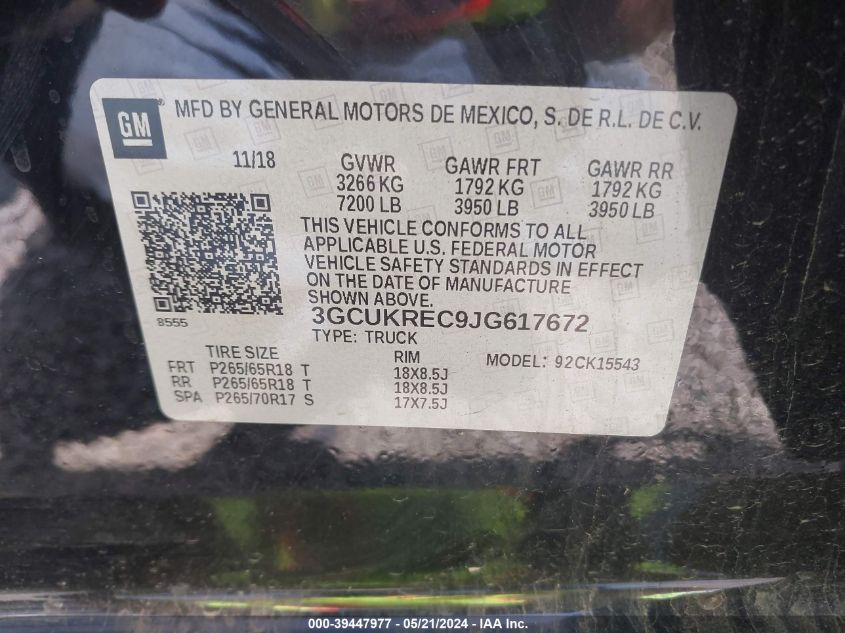 GM
MFD BY GENERAL MOTORS DE MEXICO, S. DE R.L. DE C.V.
11/18 GVWR GAWR FRT GAWR RR
3266 KG 1792 KG 1792 KG
7200 LB 3950 LB 3950 LB
THIS VEHICLE CONFORMS TO ALL
APPLICABLE U.S. FEDERAL MOTOR
VEHICLE SAFETY STANDARDS IN EFFECT
ON THE DATE OF MANUFACTURE
SHOWN ABOVE.
8555
3GCUKREC9JG617672
TYPE: TRUCK
TIRE SIZE RIM MODEL: 92CK15543
FRT P265/65R18 T 18X8.5J
RR P265/65R18 T 18X8.5J
SPA P265/70R17 S 17X7.5J
000-39447977 - 05/21/2024 - IAA Inc.